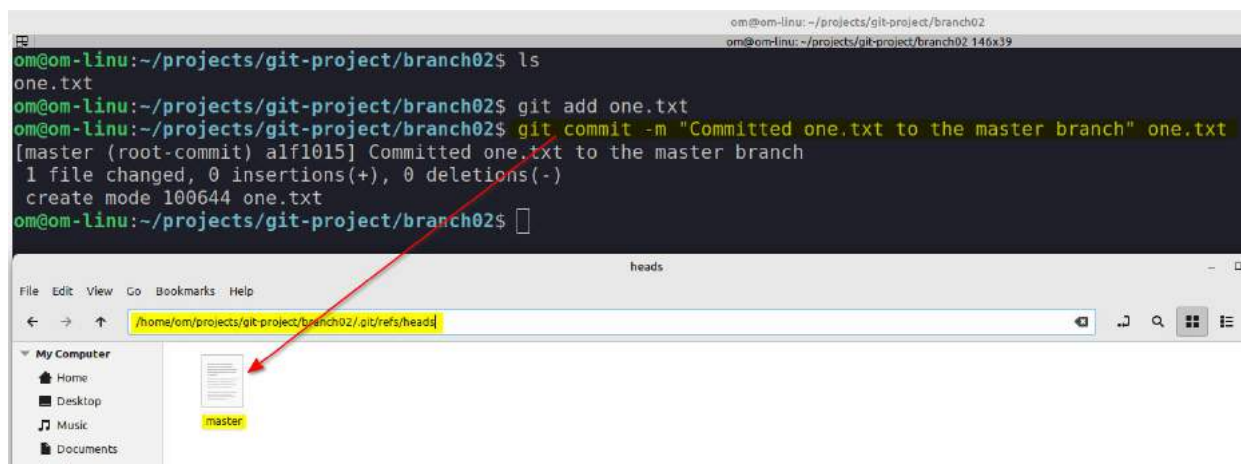 om@om-linu: ~/projects/git-project/branch02
om@om-linu: ~/projects/git-project/branch02 146x39
om@om-linu:~/projects/git-project/branch02$ ls
one.txt
om@om-linu:~/projects/git-project/branch02$ git add one.txt
om@om-linu:~/projects/git-project/branch02$ git commit -m "Committed one.txt to the master branch" one.txt
[master (root-commit) a1f1015] Committed one.txt to the master branch
 1 file changed, 0 insertions(+), 0 deletions(-)
 create mode 100644 one.txt
om@om-linu:~/projects/git-project/branch02$
heads
File Edit View Go Bookmarks Help
/home/om/projects/git-project/branch02/.git/refs/heads
My Computer
Home
Desktop
Music
Documents
master